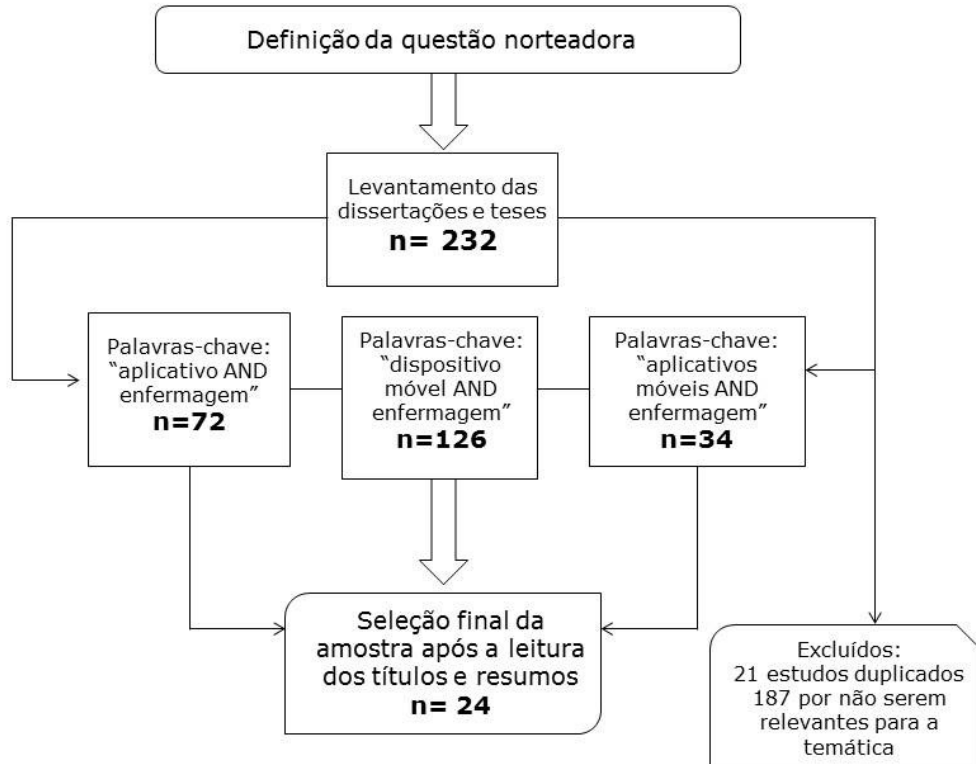 Definição da questão norteadora
Levantamento das
dissertações e teses
n= 232
Palavras-chave:
“aplicativo AND
enfermagem”
n=72
Palavras-chave:
“dispositivo
móvel AND
enfermagem”
n=126
Palavras-chave:
“aplicativos
móveis AND
enfermagem”
n=34
Seleção final da
amostra após a leitura
dos títulos e resumos
n= 24
Excluídos:
21 estudos duplicados
187 por não serem
relevantes para a
temática